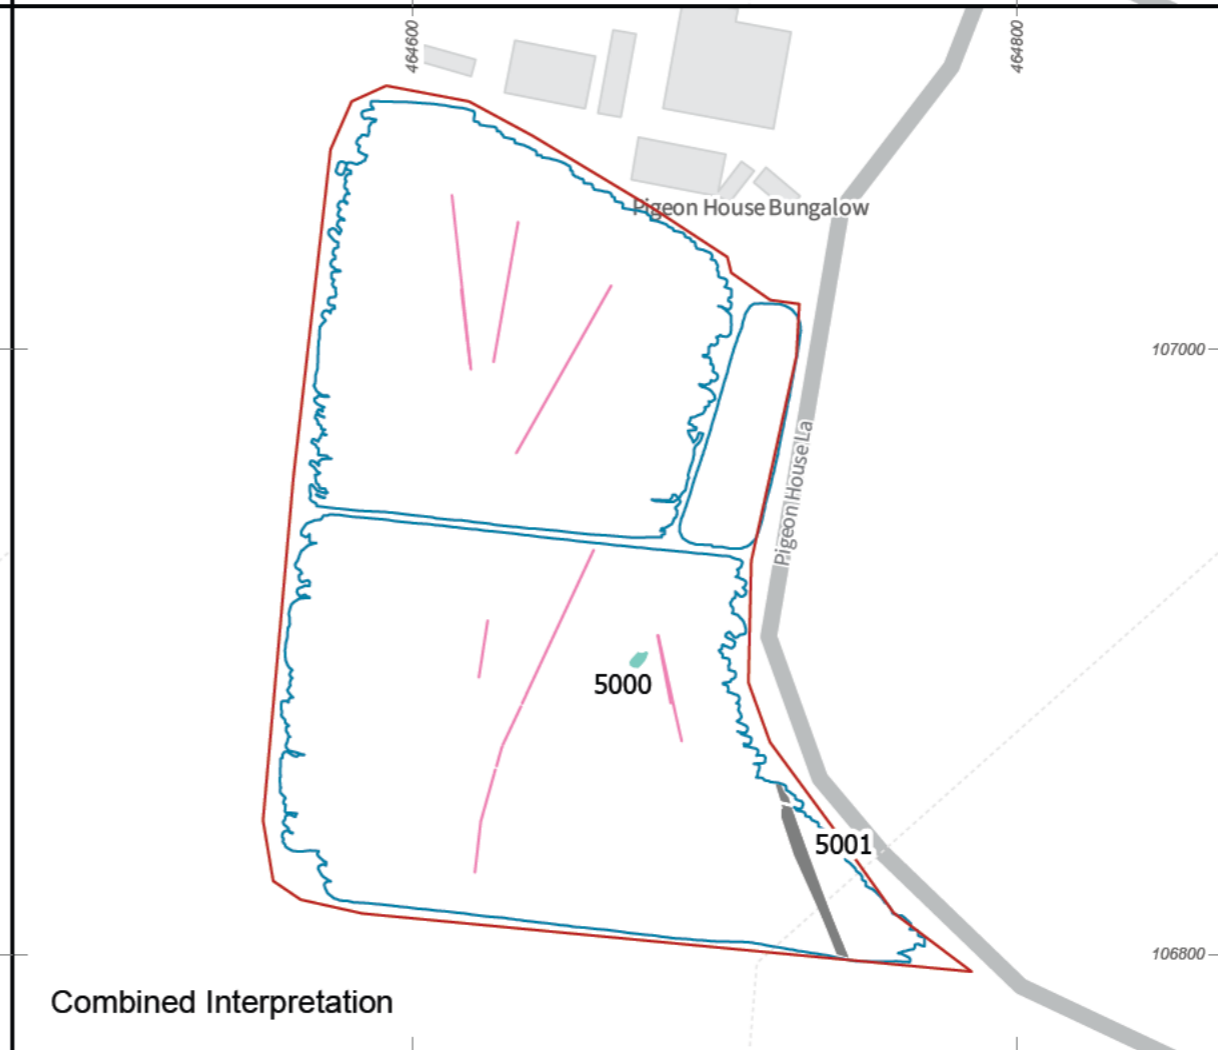 464600
464800
Pigeon House Bungalow
107000
Pigeon House La
5000
5001
106800
Combined Interpretation